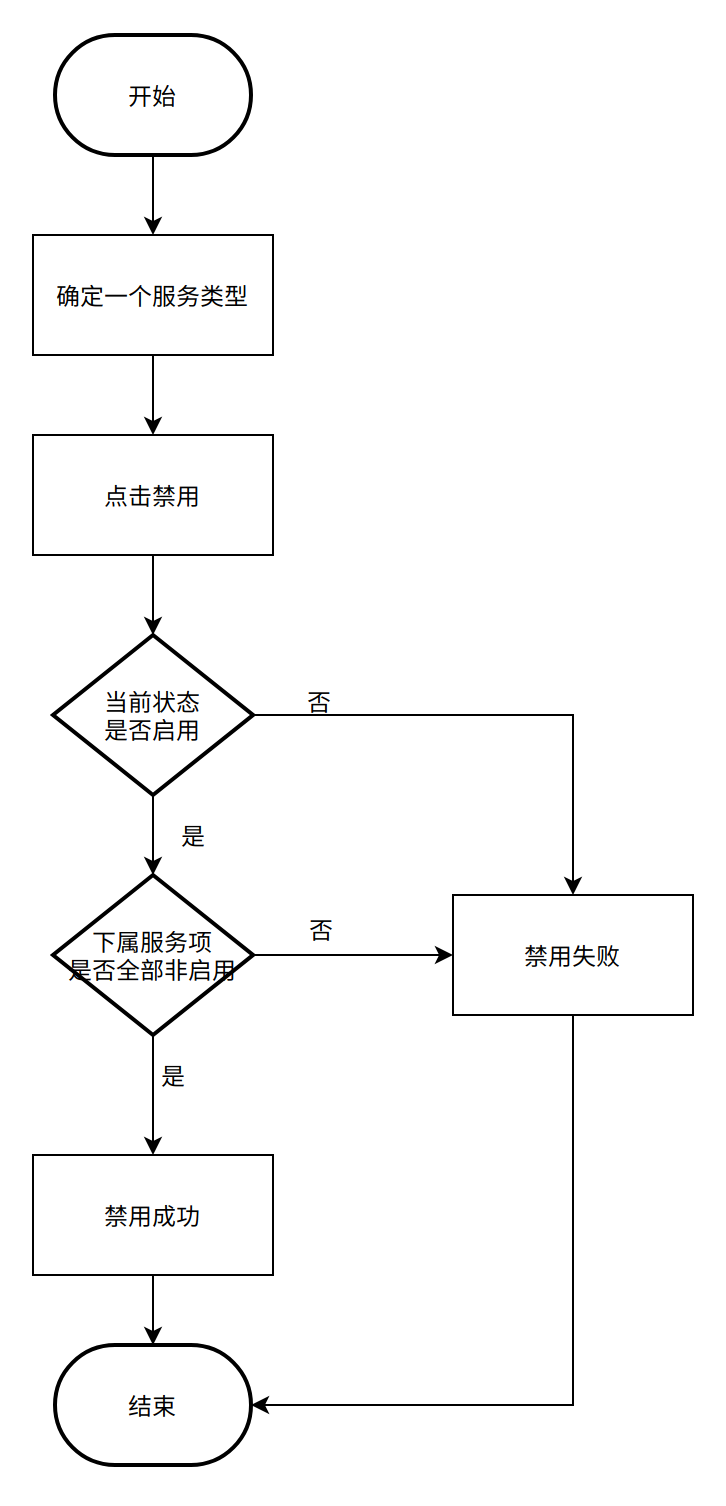 开始
确定一个服务类型
点击禁用
当前状态
是否启用
否
是
下属服务项
是否全部非启用
否
禁用失败
是
禁用成功
结束